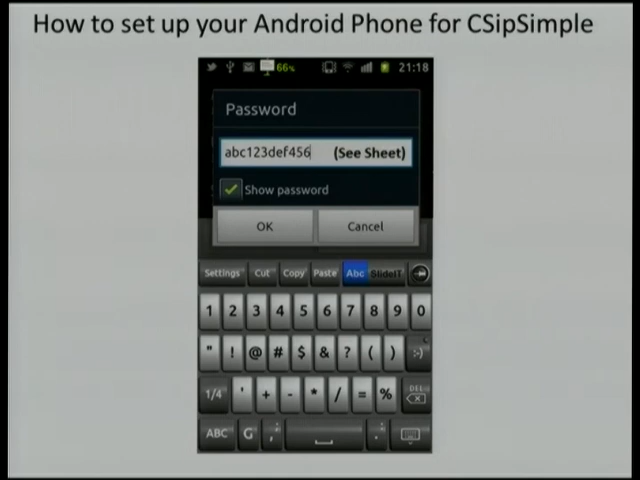 How to set up your Android Phone for CSipSimple
66% 21:18
Password
abc123def456 (See Sheet)
Show password
OK Cancel
Settings Cut Copy Paste Abc SlideIT
1 2 3 4 5 6 7 8 9 0
" ! @ # $ & ? ( ) :-)
1/4 ' + - * / = % DEL
ABC G , .